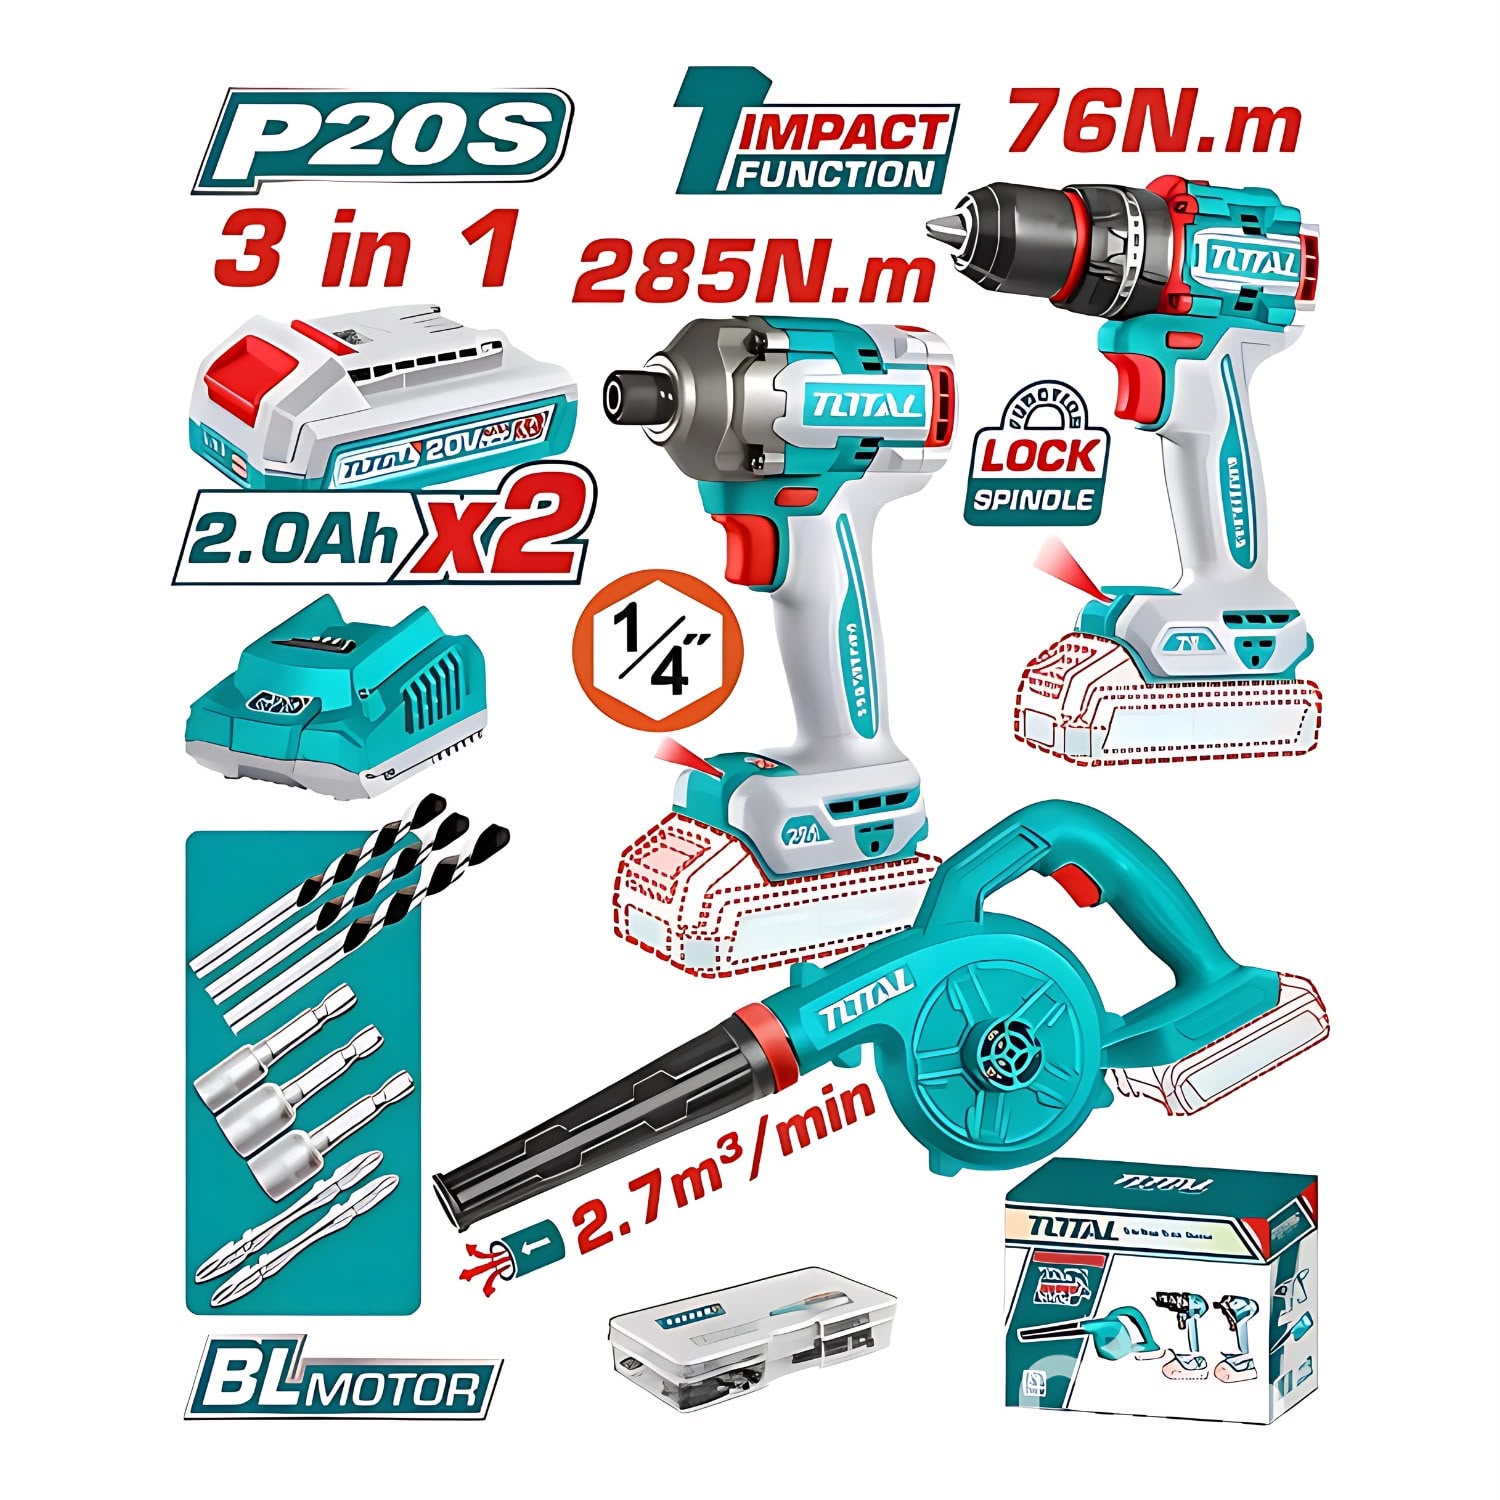 P20S
3 in 1
IMPACT
FUNCTION
76N.m
285N.m
TOTAL
TOTAL
LOCK
SPINDLE
TOTAL 20V
2.0Ah x2
1/4"
TOTAL
2.7m³/min
TOTAL
TOTAL
BL MOTOR